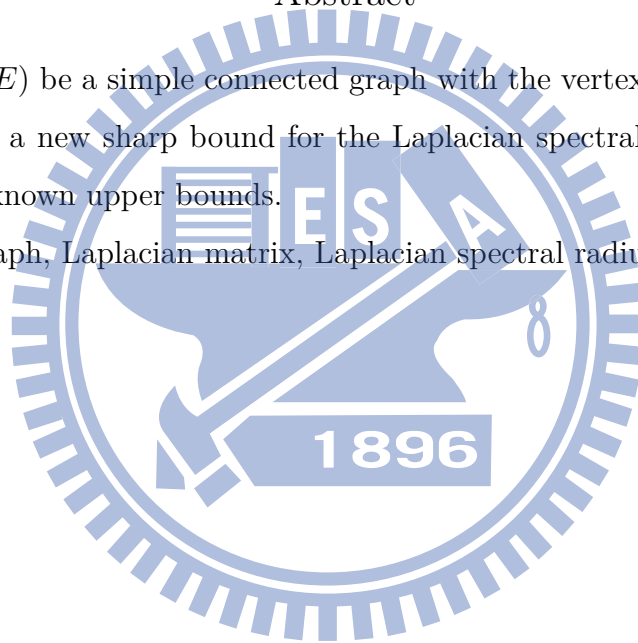 Abstract
E) be a simple connected graph with the vertex
a new sharp bound for the Laplacian spectral
known upper bounds.
aph, Laplacian matrix, Laplacian spectral radiu
E S A
1896